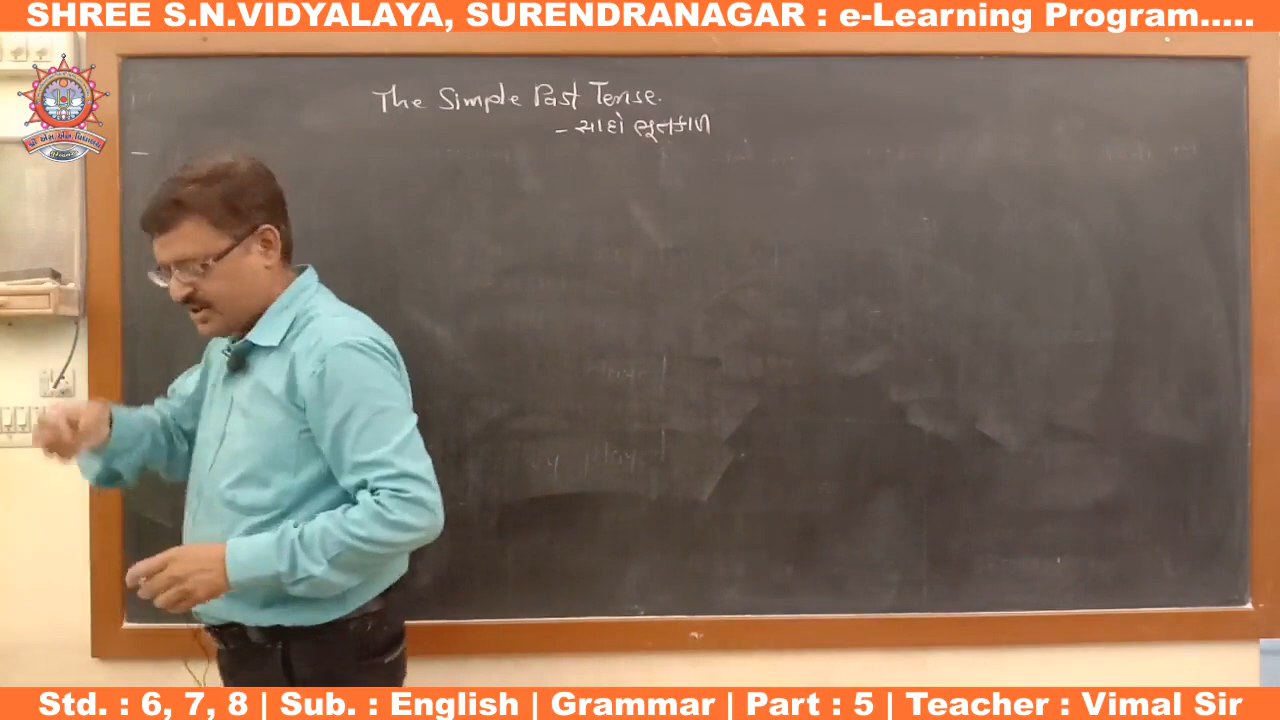 SHREE S.N.VIDYALAYA, SURENDRANAGAR : e-Learning Program.....
The Simple Past Tense.
- સાદો ભૂતકાળ
Std. : 6, 7, 8 | Sub. : English | Grammar | Part : 5 | Teacher : Vimal Sir